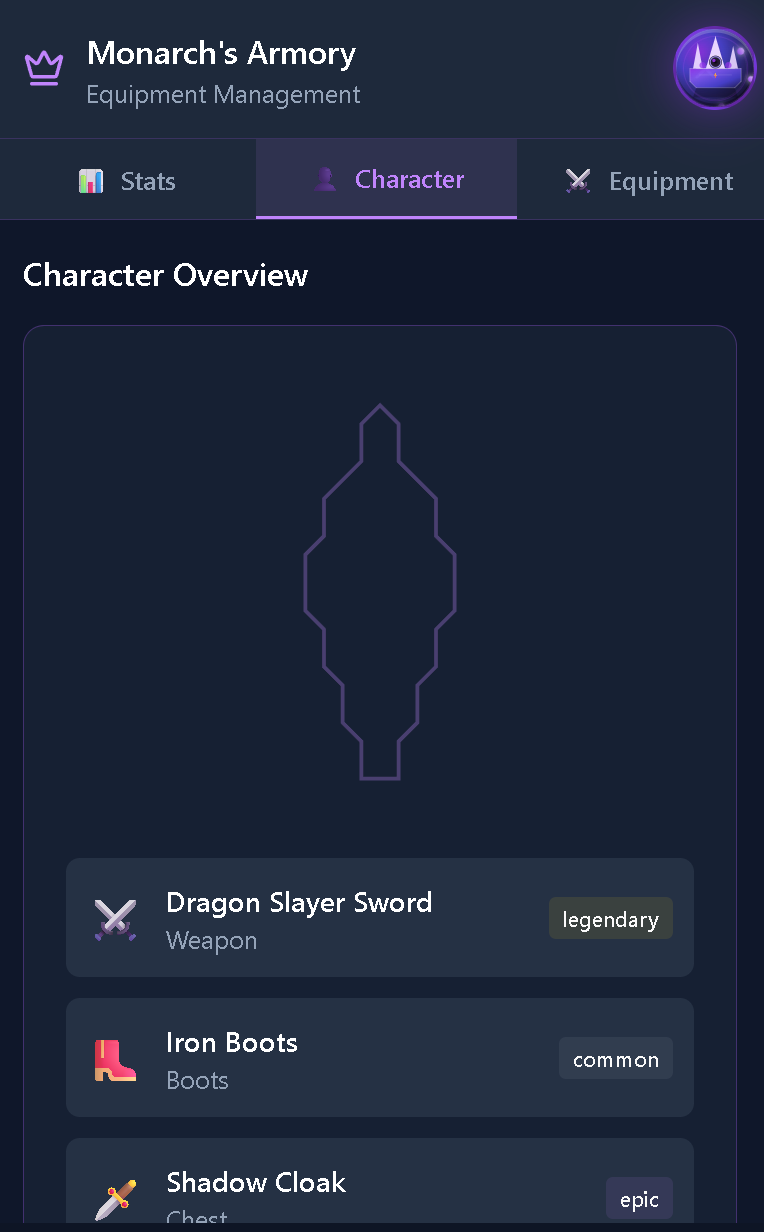 Monarch's Armory
Equipment Management
Stats
Character
Equipment
Character Overview
Dragon Slayer Sword
Weapon
legendary
Iron Boots
Boots
common
Shadow Cloak
Chest
epic